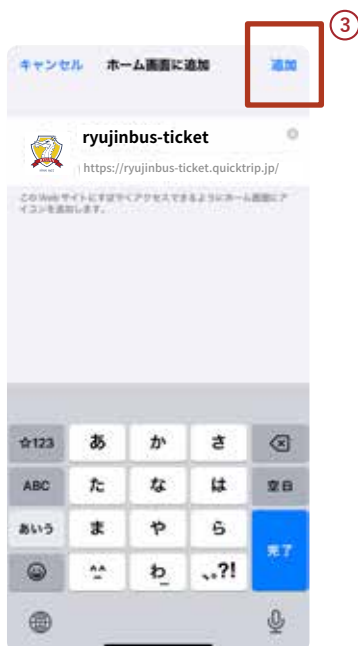 ③
キャンセル ホーム画面に追加 追加
ryujinbus-ticket
https://ryujinbus-ticket.quicktrip.jp/
このWebサイトにすばやくアクセスできるようにホーム画面にア
イコンを追加します。
☆123 あ か さ
ABC た な は 空白
あいう ま や ら
^^ わ_ 、。?!
完了